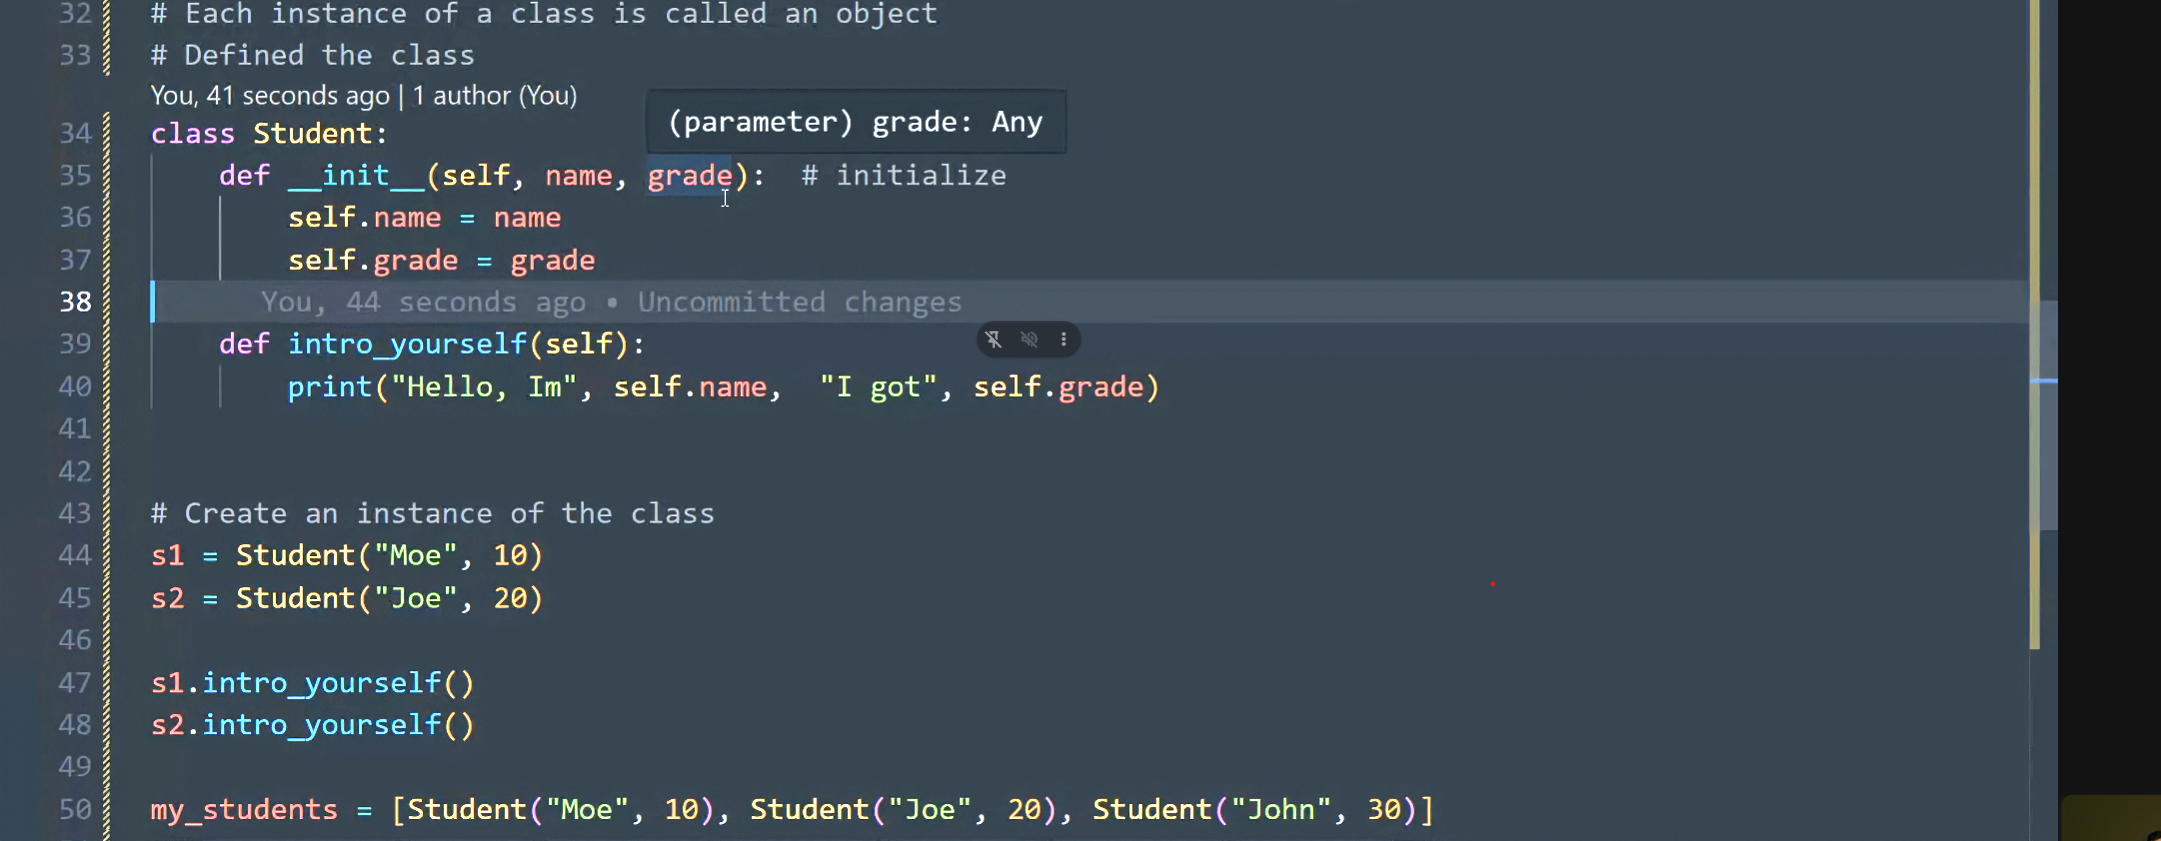 32 # Each instance of a class is called an object
33 # Defined the class
You, 41 seconds ago | 1 author (You)
(parameter) grade: Any
34 class Student:
35 def __init__(self, name, grade): # initialize
36 self.name = name
37 self.grade = grade
38 You, 44 seconds ago • Uncommitted changes
39 def intro_yourself(self):
40 print("Hello, Im", self.name,  "I got", self.grade)
41
42
43 # Create an instance of the class
44 s1 = Student("Moe", 10)
45 s2 = Student("Joe", 20)
46
47 s1.intro_yourself()
48 s2.intro_yourself()
49
50 my_students = [Student("Moe", 10), Student("Joe", 20), Student("John", 30)]